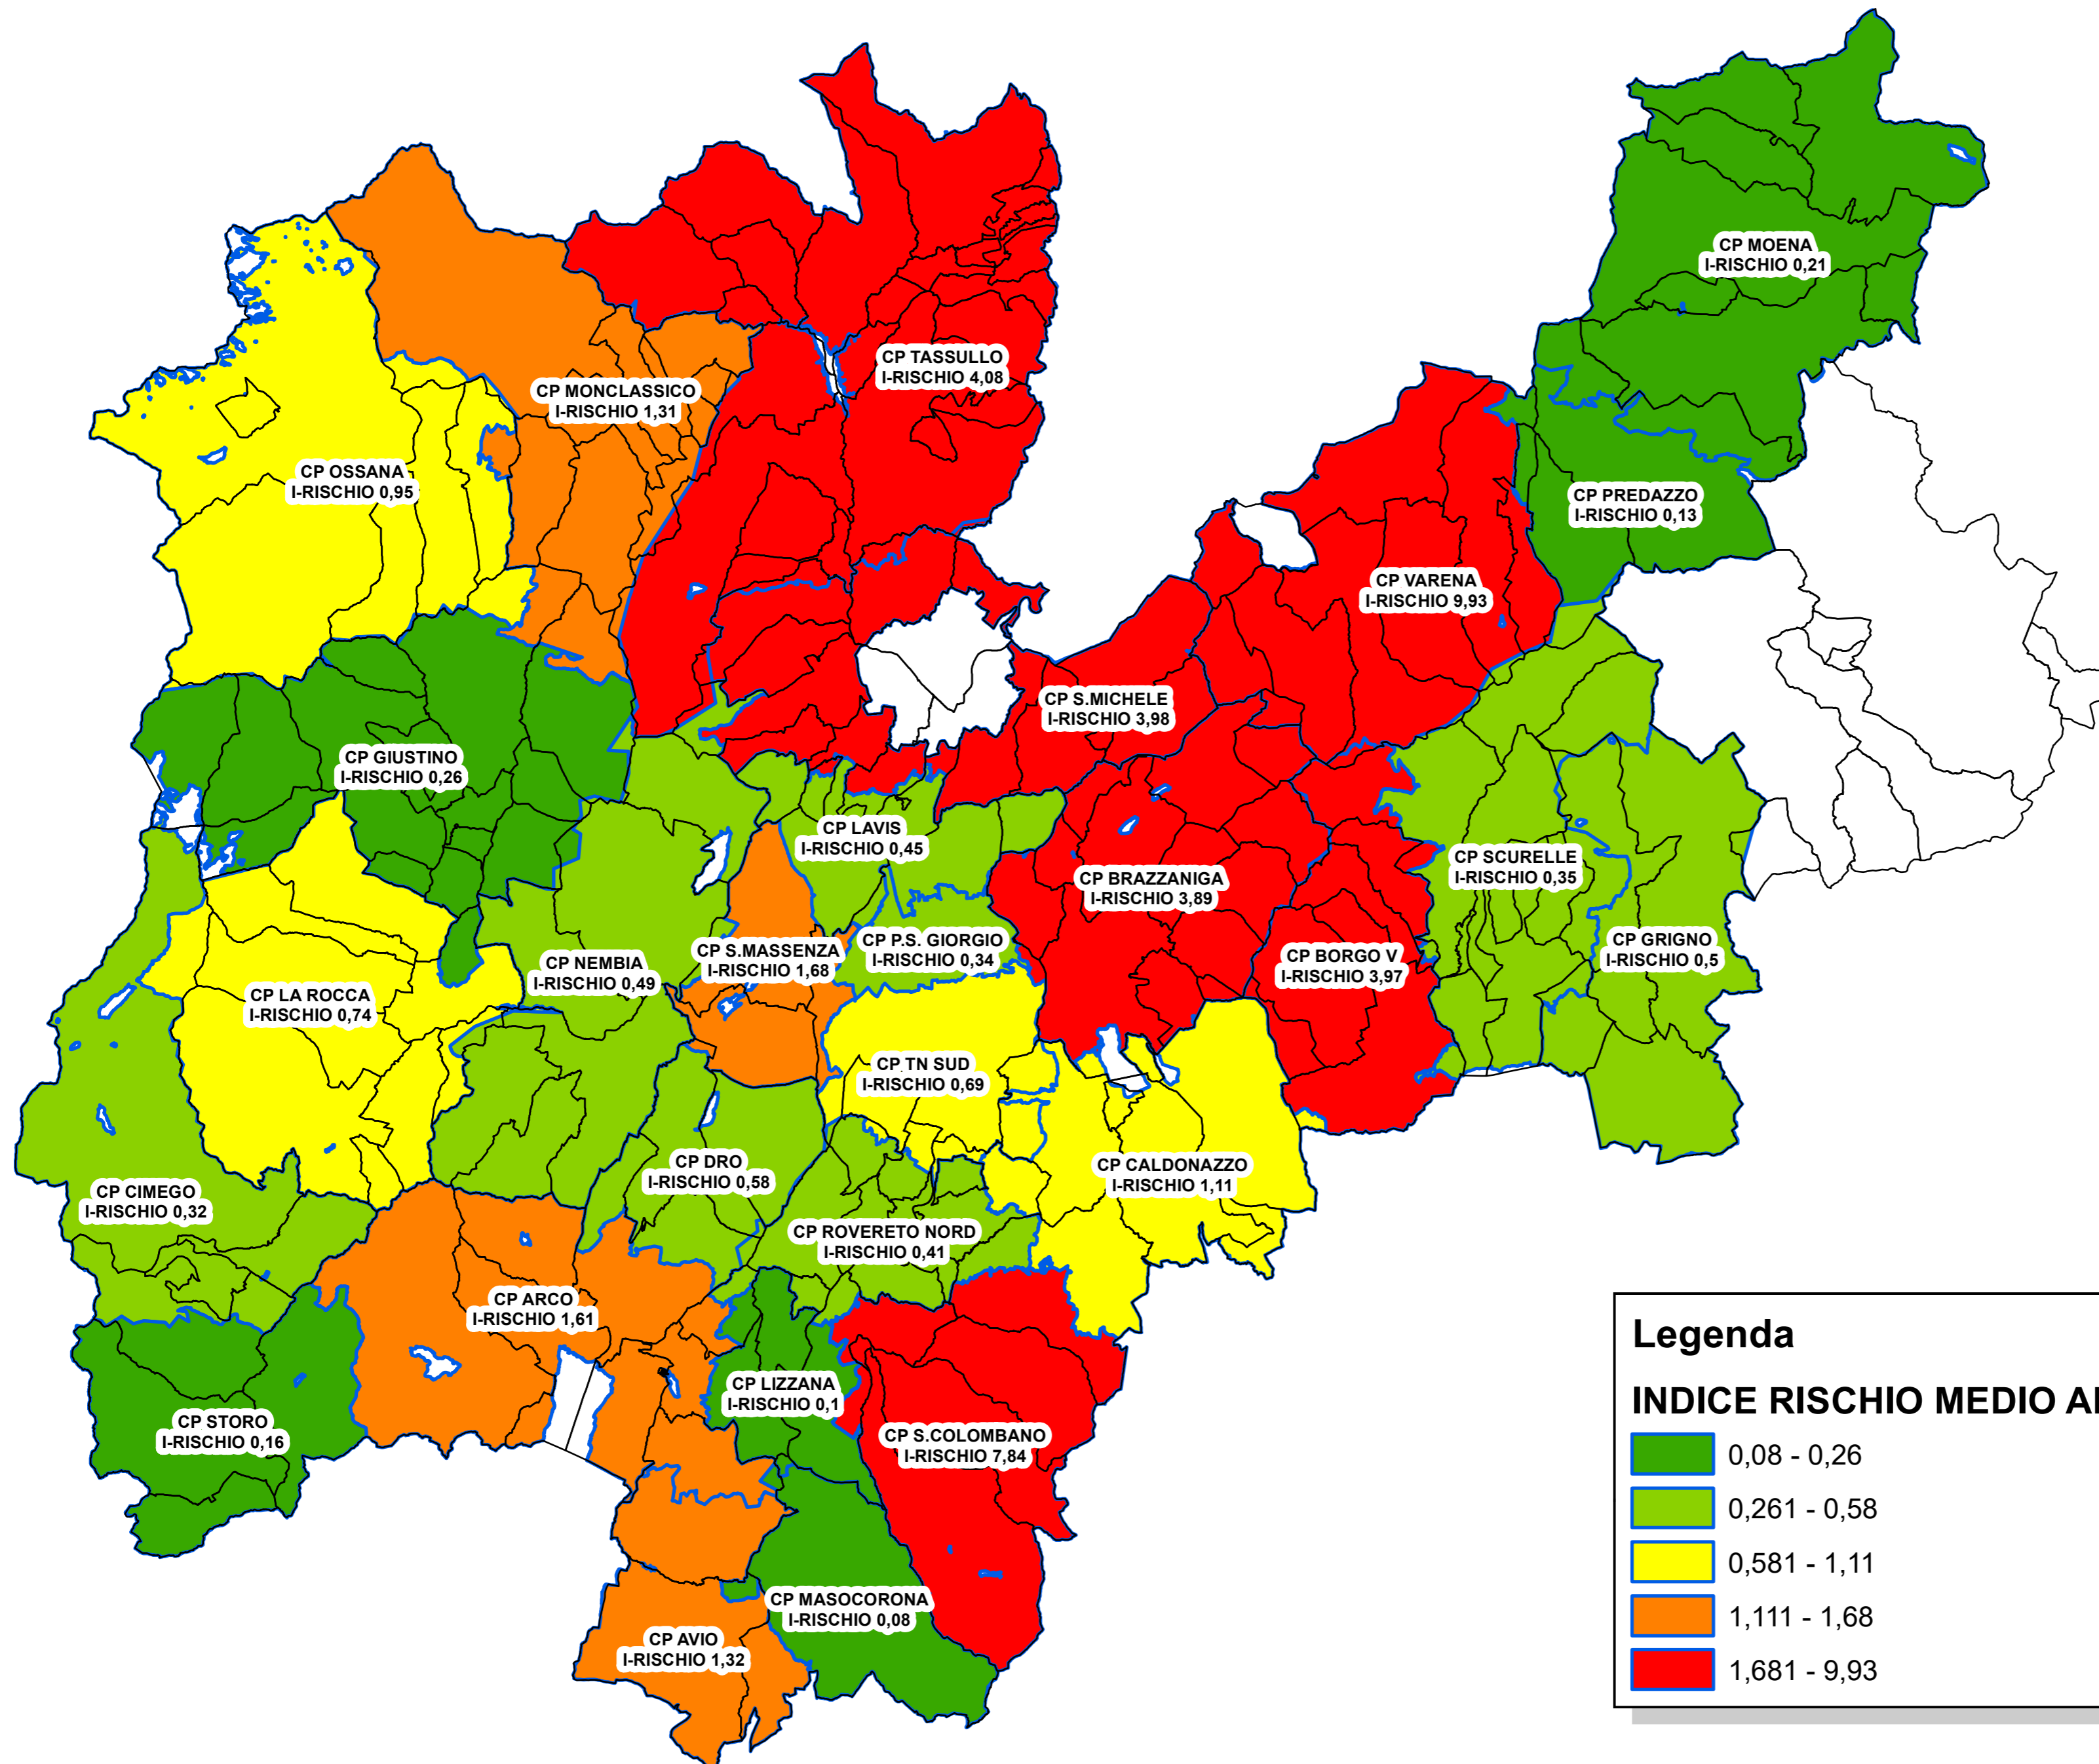 CP MOENA
I-RISCHIO 0,21
CP TASSULLO
I-RISCHIO 4,08
CP MONCLASSICO
I-RISCHIO 1,31
CP OSSANA
I-RISCHIO 0,95
CP PREDAZZO
I-RISCHIO 0,13
CP VARENA
I-RISCHIO 9,93
CP S.MICHELE
I-RISCHIO 3,98
CP GIUSTINO
I-RISCHIO 0,26
CP LAVIS
I-RISCHIO 0,45
CP SCURELLE
I-RISCHIO 0,35
CP BRAZZANIGA
I-RISCHIO 3,89
CP P.S. GIORGIO
I-RISCHIO 0,34
CP S.MASSENZA
I-RISCHIO 1,68
CP GRIGNO
I-RISCHIO 0,5
CP BORGO V
I-RISCHIO 3,97
CP NEMBIA
I-RISCHIO 0,49
CP LA ROCCA
I-RISCHIO 0,74
CP TN SUD
I-RISCHIO 0,69
CP DRO
I-RISCHIO 0,58
CP CALDONAZZO
I-RISCHIO 1,11
CP CIMEGO
I-RISCHIO 0,32
CP ROVERETO NORD
I-RISCHIO 0,41
CP ARCO
I-RISCHIO 1,61
CP LIZZANA
I-RISCHIO 0,1
CP STORO
I-RISCHIO 0,16
CP S.COLOMBANO
I-RISCHIO 7,84
CP MASOCORONA
I-RISCHIO 0,08
CP AVIO
I-RISCHIO 1,32
Legenda
INDICE RISCHIO MEDIO
0,08 - 0,26
0,261 - 0,58
0,581 - 1,11
1,111 - 1,68
1,681 - 9,93